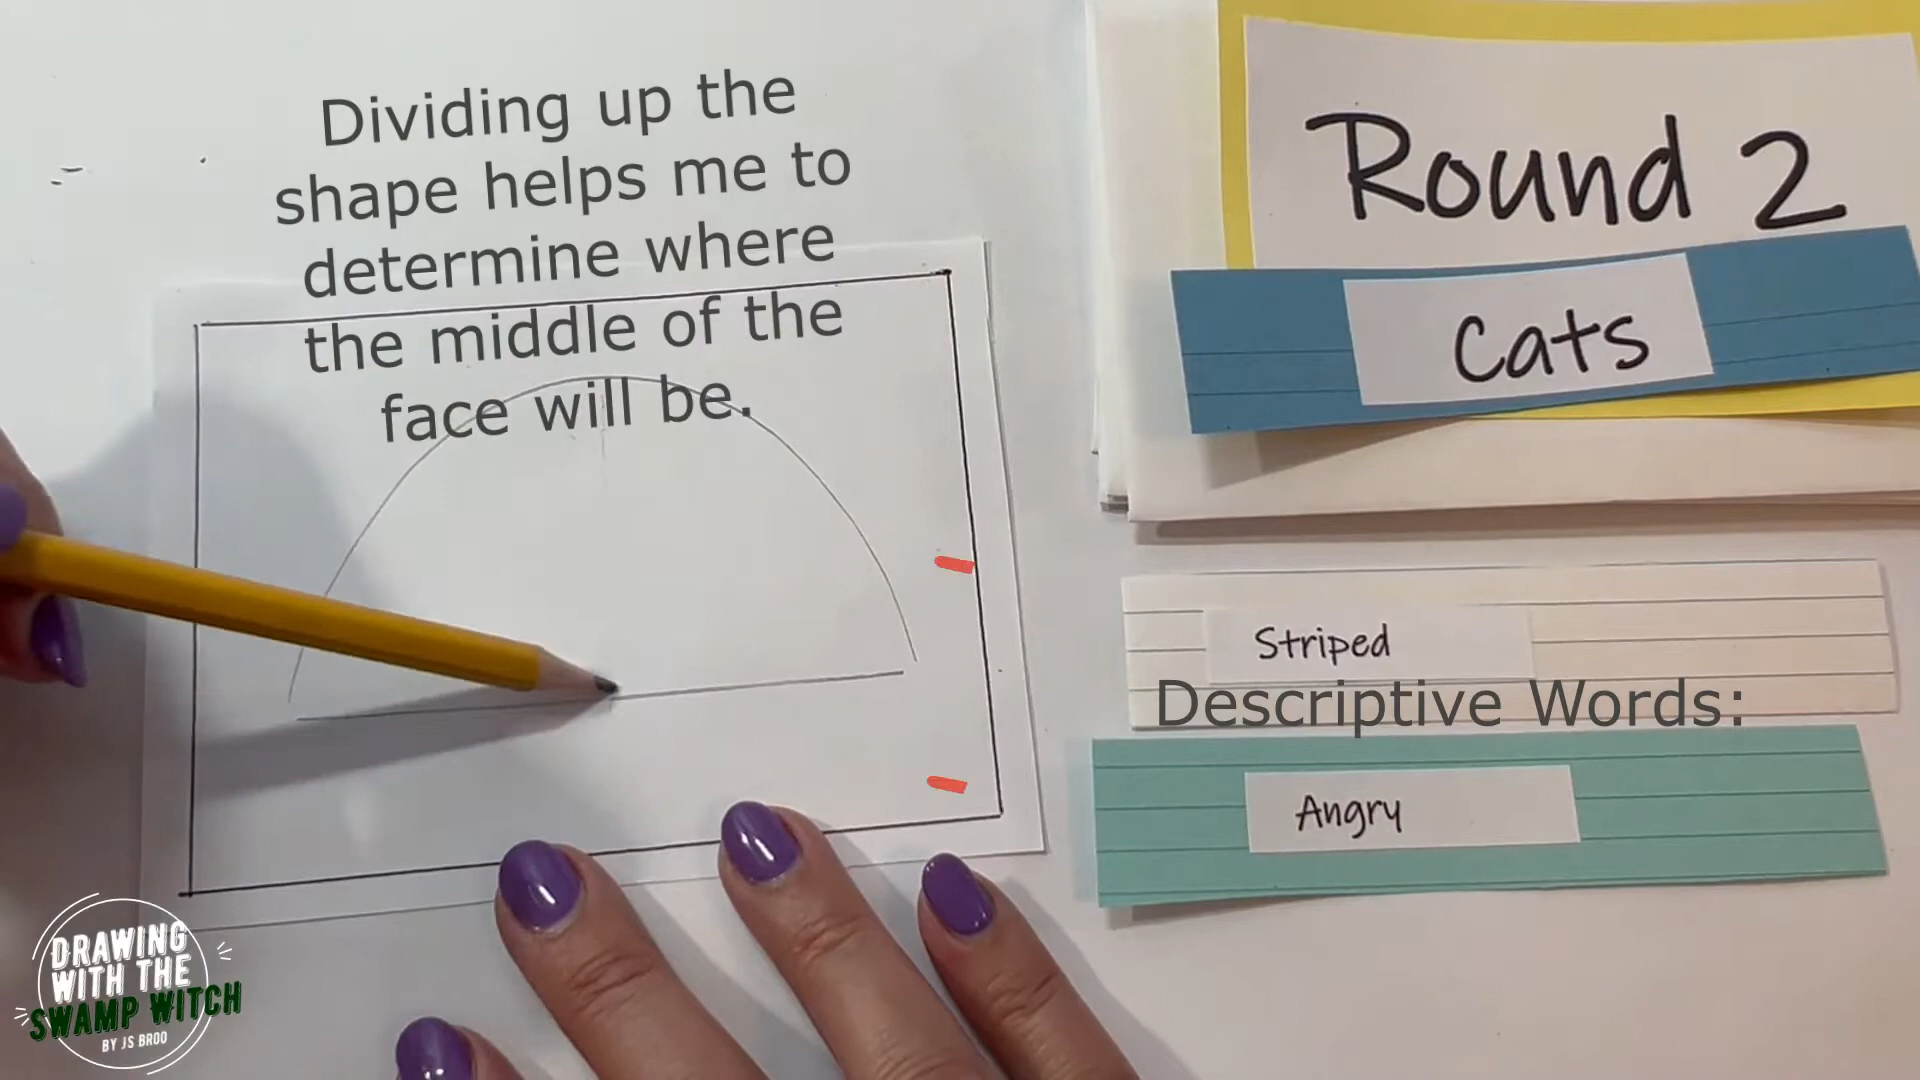 Dividing up the
shape helps me to
determine where
the middle of the
face will be.
Round 2
Cats
Striped
Descriptive Words:
Angry
DRAWING
WITH THE
SWAMP WITCH
BY JS BROO